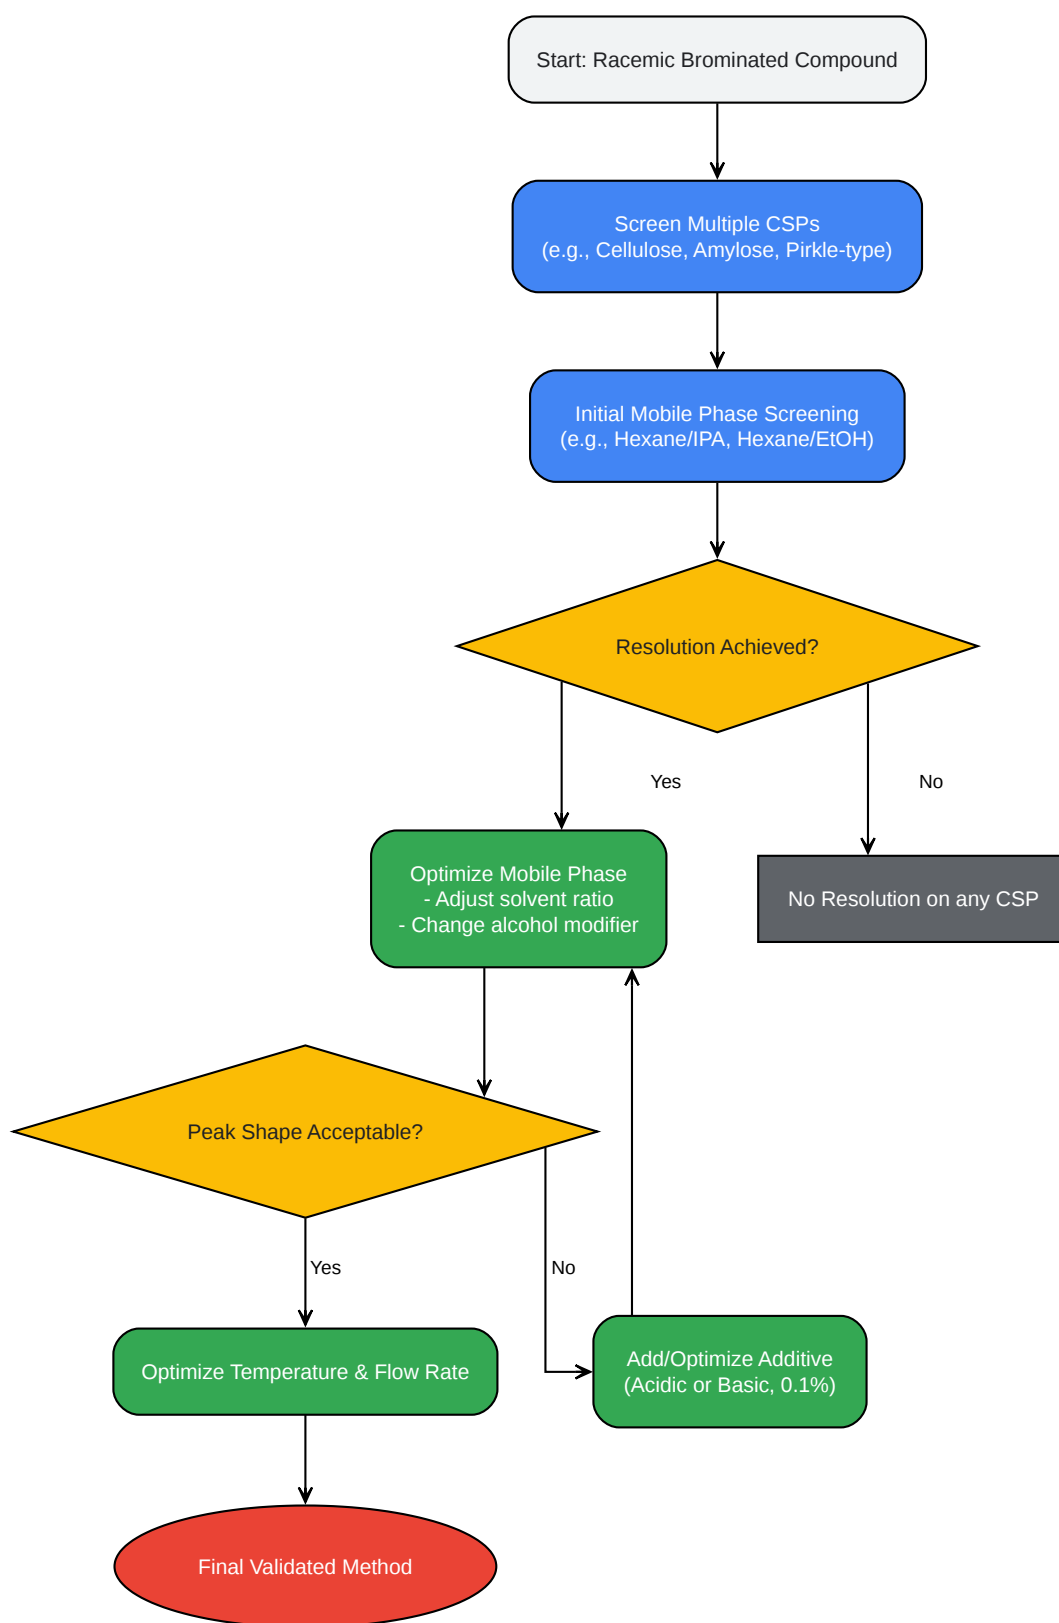 Start: Racemic Brominated Compound
Screen Multiple CSPs
(e.g., Cellulose, Amylose, Pirkle-type)
Initial Mobile Phase Screening
(e.g., Hexane/IPA, Hexane/EtOH)
Resolution Achieved?
Yes
No
Optimize Mobile Phase
- Adjust solvent ratio
- Change alcohol modifier
No Resolution on any CSP
Peak Shape Acceptable?
Yes
No
Optimize Temperature & Flow Rate
Add/Optimize Additive
(Acidic or Basic, 0.1%)
Final Validated Method